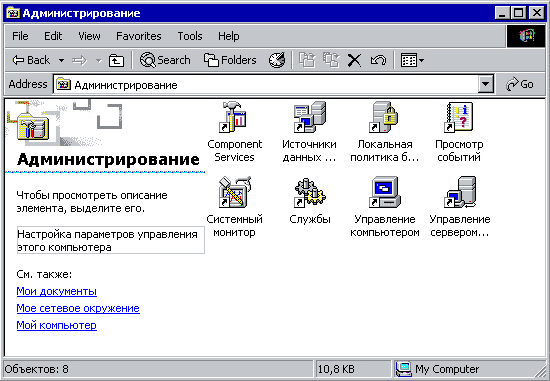 Администрирование
File Edit View Favorites Tools Help
Back Search Folders
Address Администрирование Go
Администрирование
Чтобы просмотреть описание
элемента, выделите его.
Настройка параметров управления
этого компьютера
См. также:
Мои документы
Мое сетевое окружение
Мой компьютер
Component
Services
Источники
данных ...
Локальная
политика б...
Просмотр
событий
Системный
монитор
Службы
Управление
компьютером
Управление
сервером...
Объектов: 8 10,8 KB My Computer